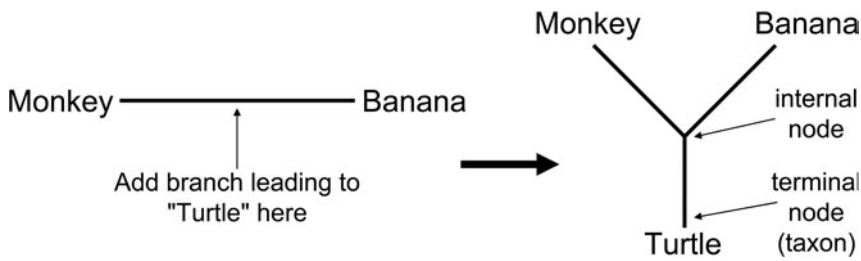 Monkey
Banana
Add branch leading to
"Turtle" here
Monkey
Banana
internal
node
terminal
node
(taxon)
Turtle